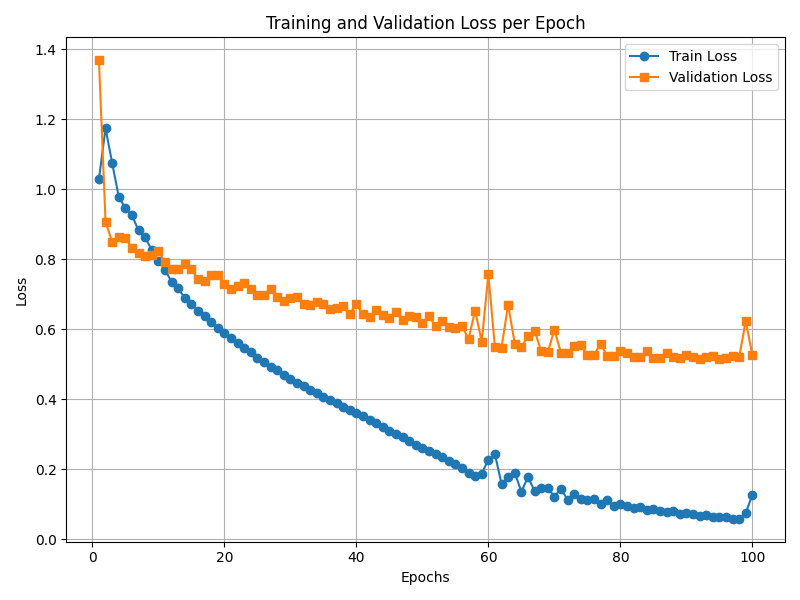 Training and Validation Loss per Epoch
Train Loss
Validation Loss
Loss
1.4
1.2
1.0
0.8
0.6
0.4
0.2
0.0
0 20 40 60 80 100
Epochs